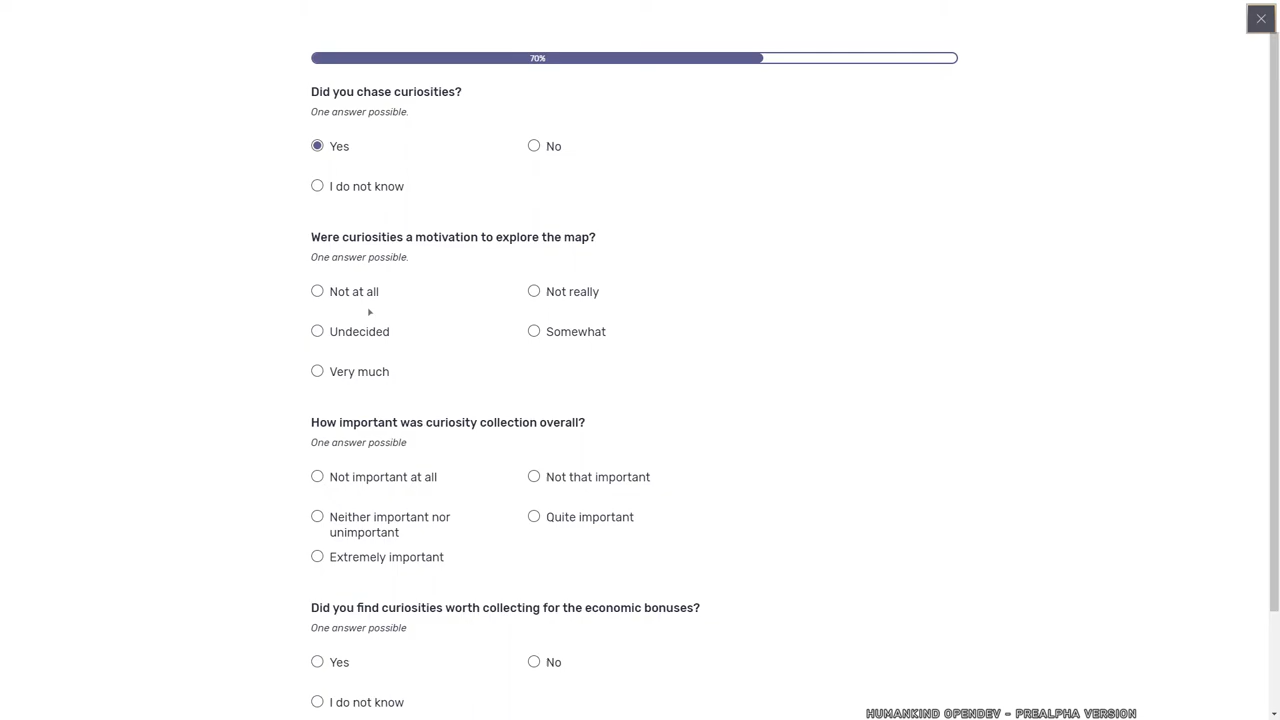 70%
Did you chase curiosities?
One answer possible.
Yes
No
I do not know
Were curiosities a motivation to explore the map?
One answer possible.
Not at all
Not really
Undecided
Somewhat
Very much
How important was curiosity collection overall?
One answer possible
Not important at all
Not that important
Neither important nor
unimportant
Quite important
Extremely important
Did you find curiosities worth collecting for the economic bonuses?
One answer possible
Yes
No
I do not know
HUMANKIND OPENDEV - PREALPHA VERSION